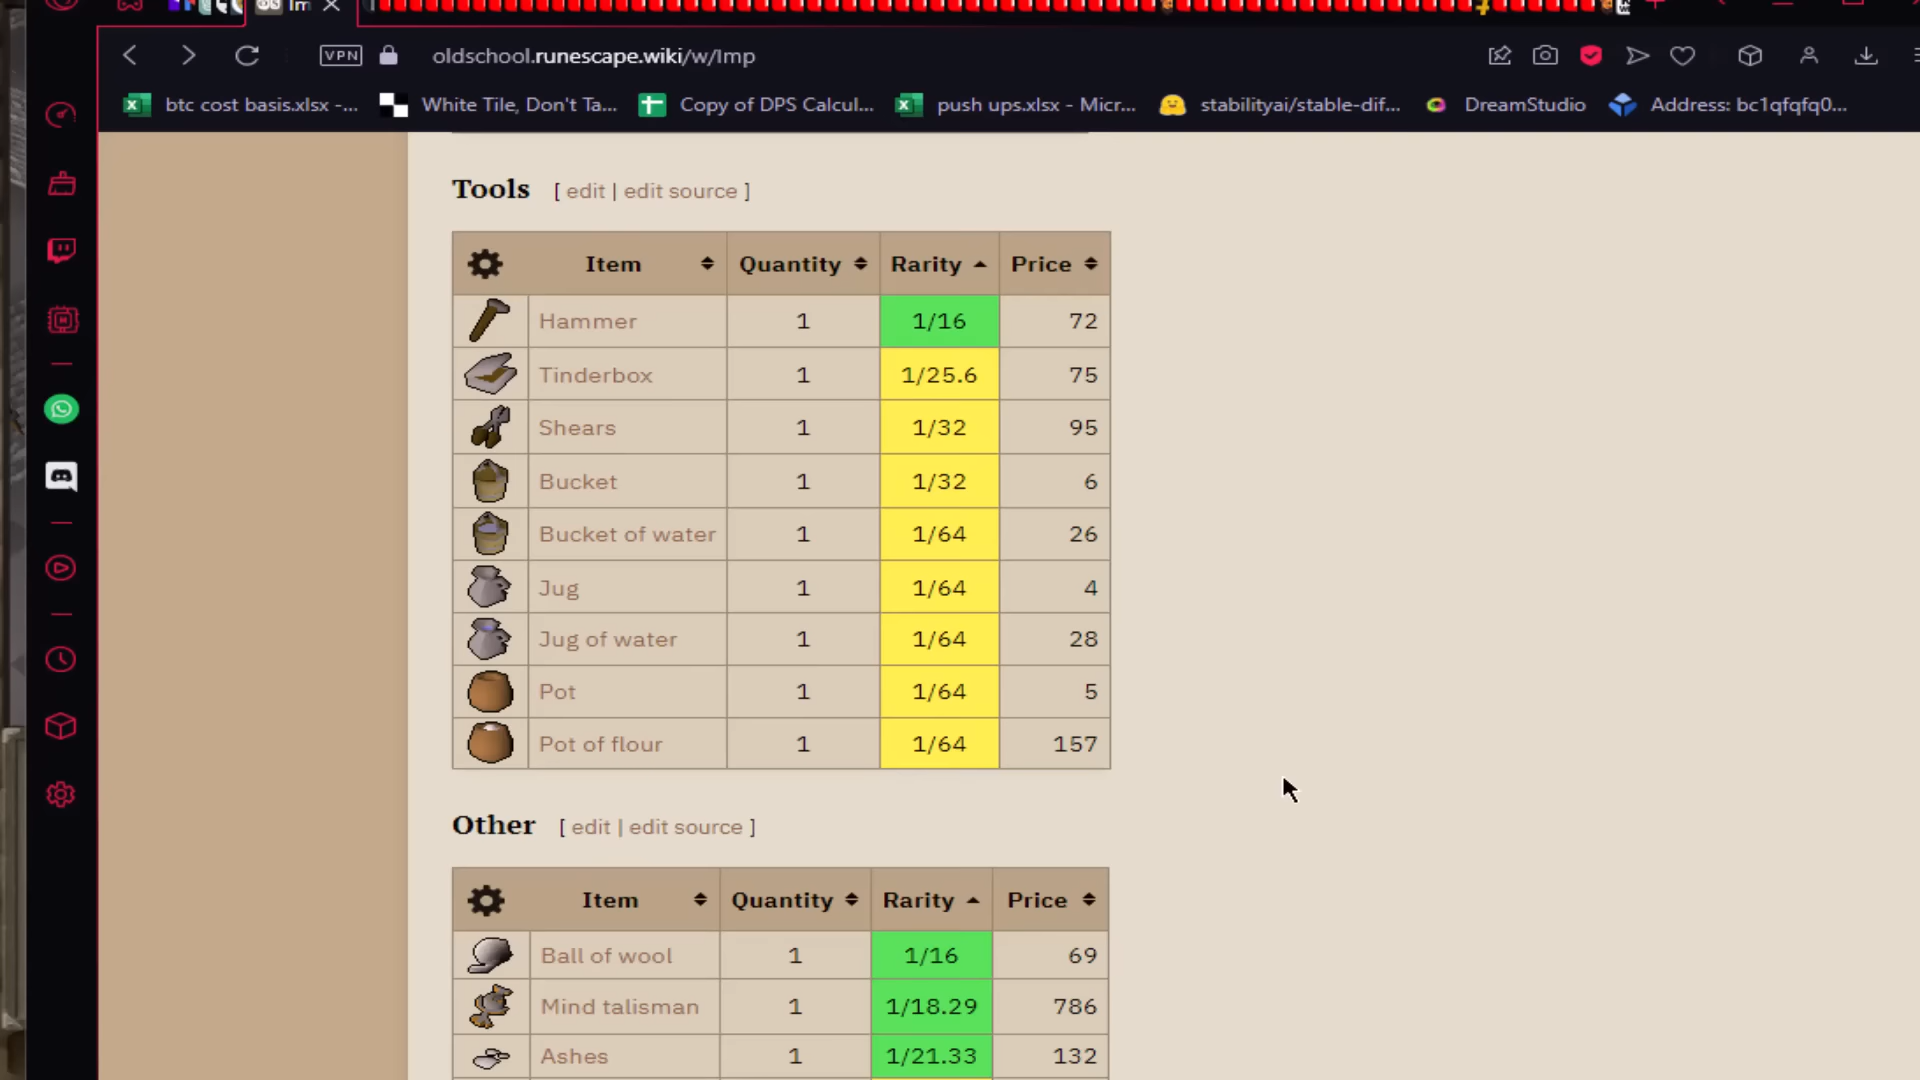 Im
VPN
oldschool.runescape.wiki/w/Imp
btc cost basis.xlsx -... White Tile, Don't Ta... Copy of DPS Calcul... push ups.xlsx - Micr... stabilityai/stable-dif... DreamStudio Address: bc1qfqfq0...
Tools [ edit | edit source ]
Item Quantity Rarity Price
Hammer 1 1/16 72
Tinderbox 1 1/25.6 75
Shears 1 1/32 95
Bucket 1 1/32 6
Bucket of water 1 1/64 26
Jug 1 1/64 4
Jug of water 1 1/64 28
Pot 1 1/64 5
Pot of flour 1 1/64 157
Other [ edit | edit source ]
Item Quantity Rarity Price
Ball of wool 1 1/16 69
Mind talisman 1 1/18.29 786
Ashes 1 1/21.33 132